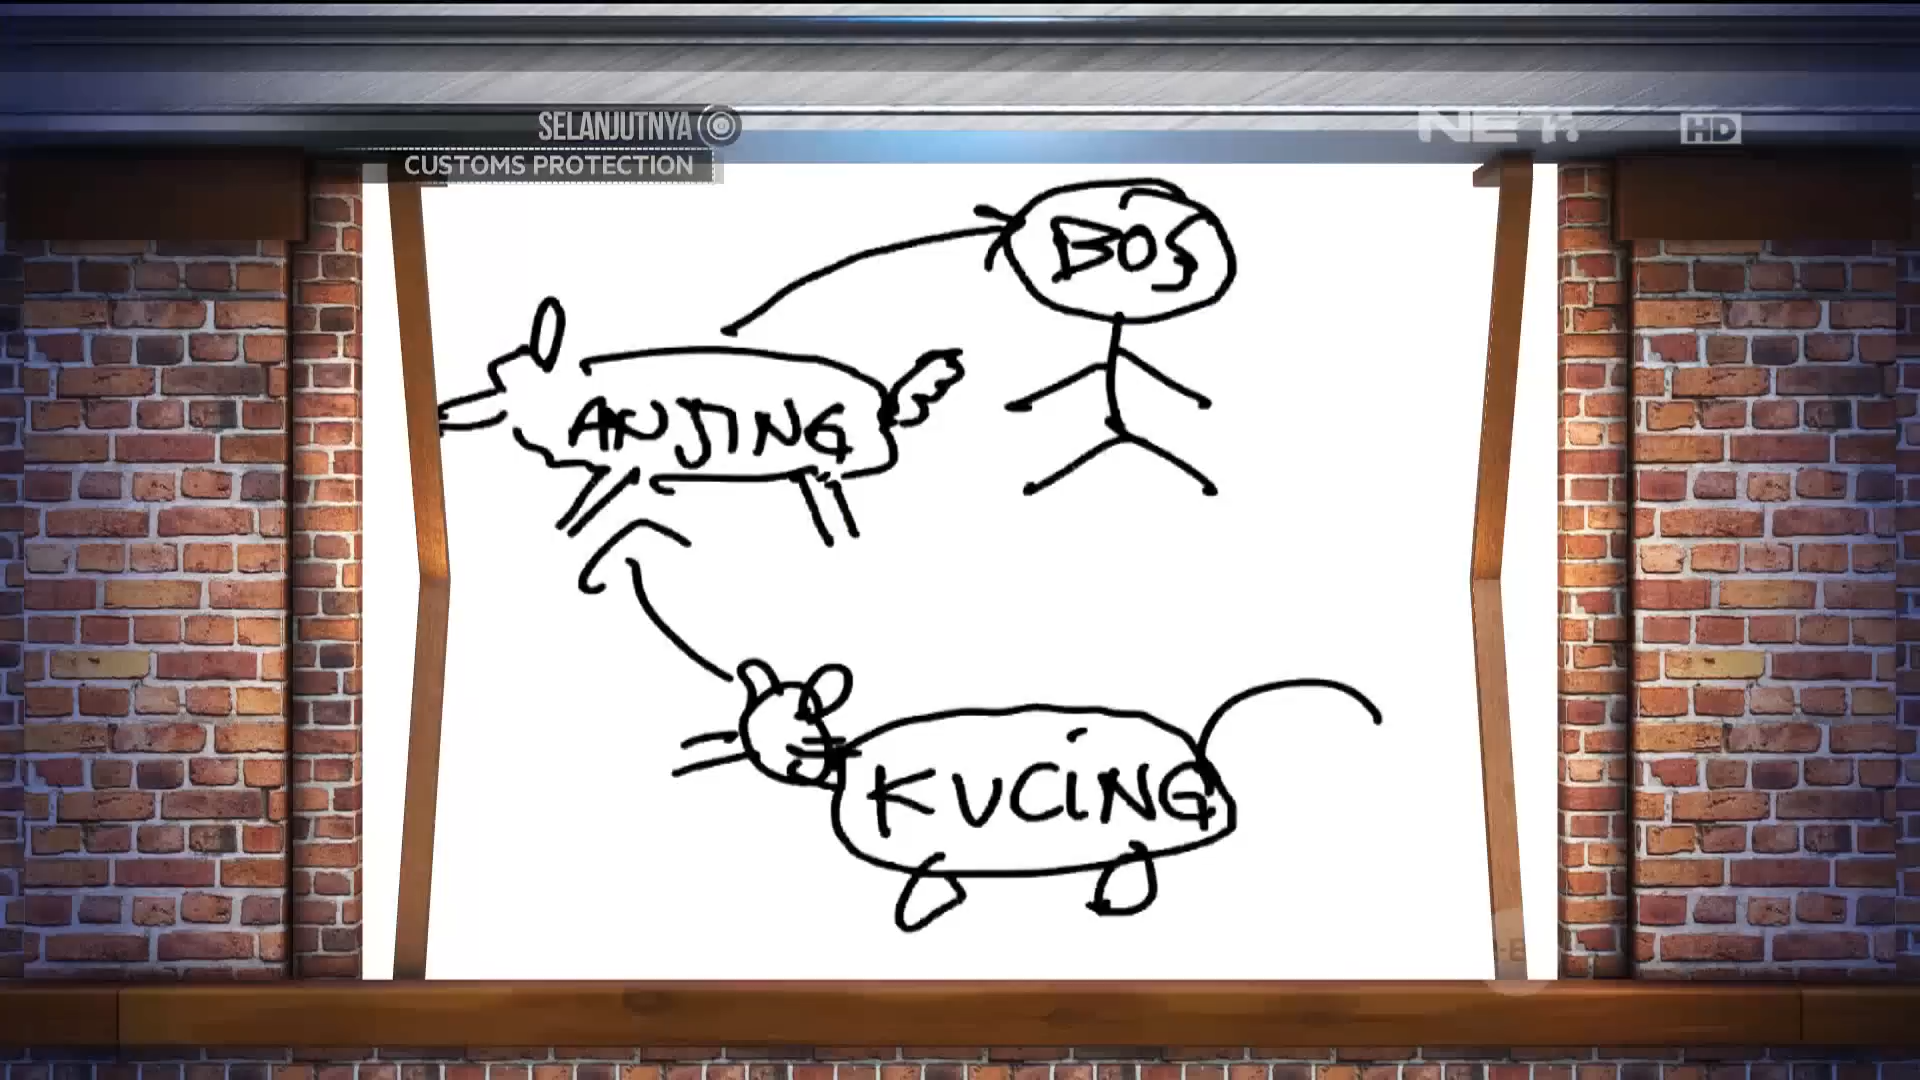 SELANJUTNYA
CUSTOMS PROTECTION
NET.
HD
BOS
ANJING
KUCING